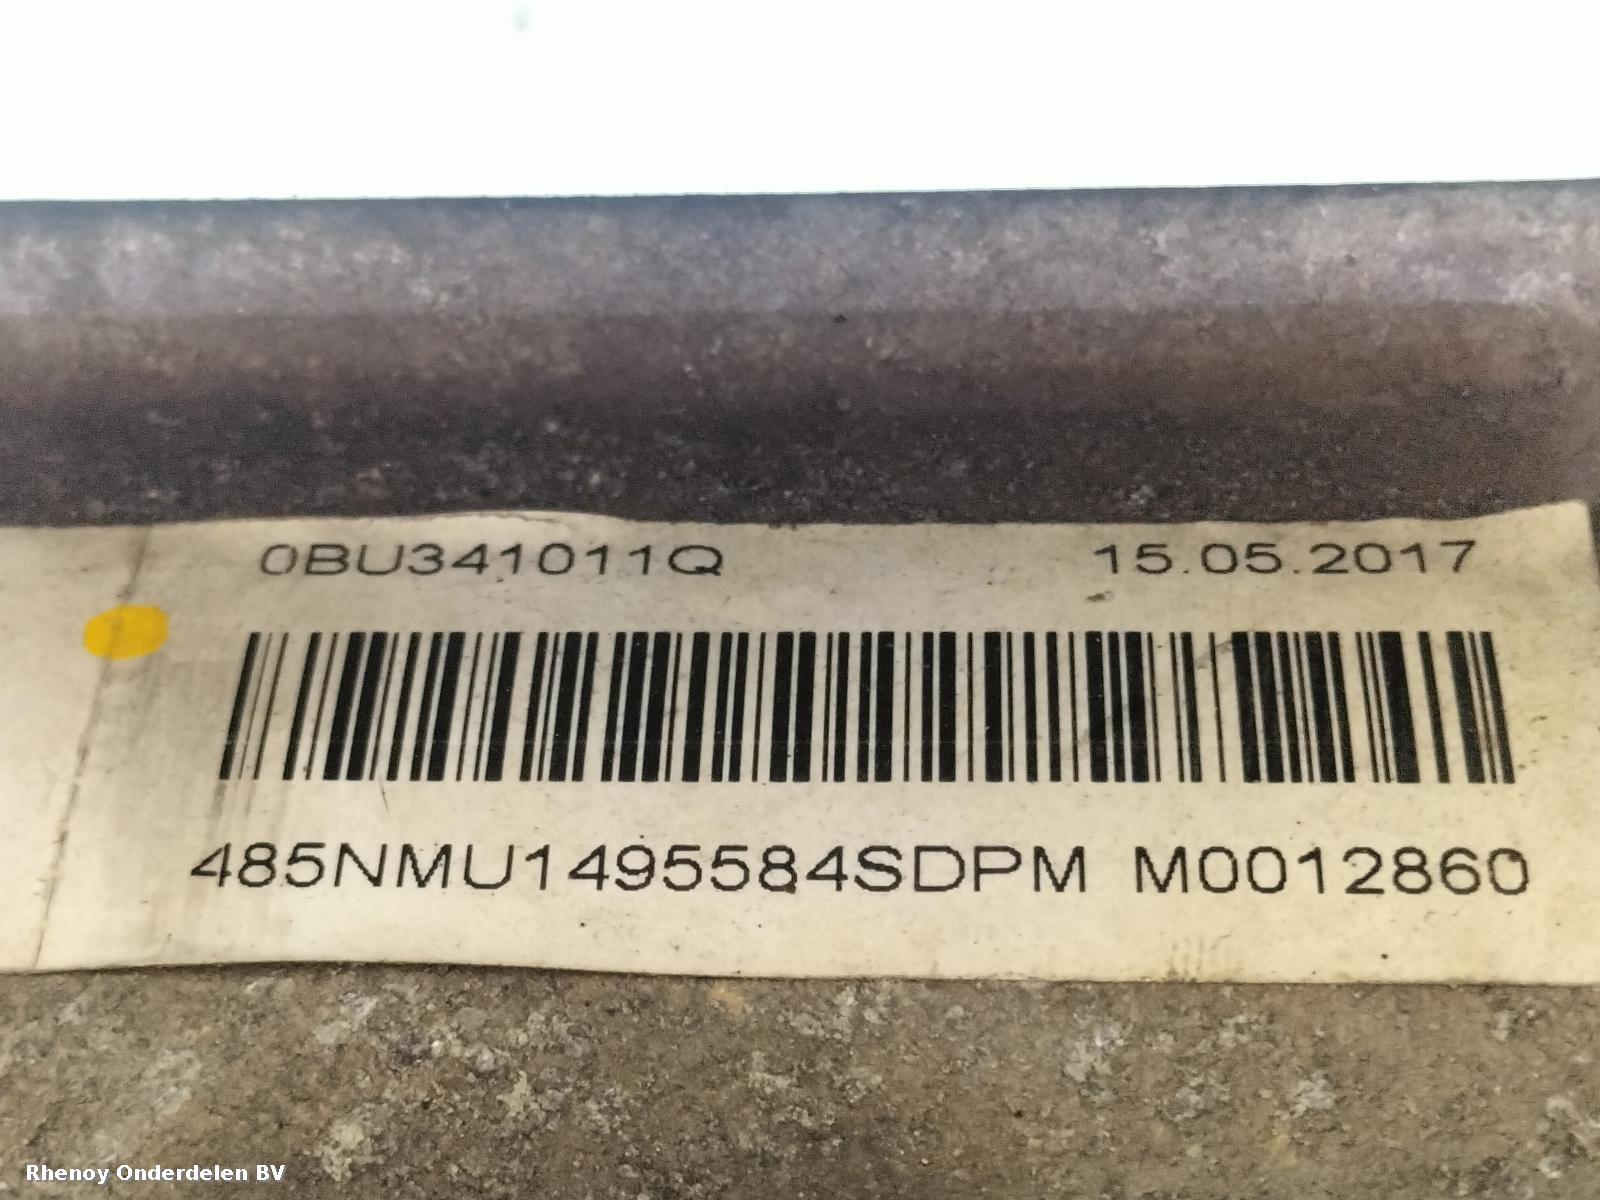 0BU341011Q 15.05.2017
485NMU1495584SDPM M0012860
Rhenoy Onderdelen BV